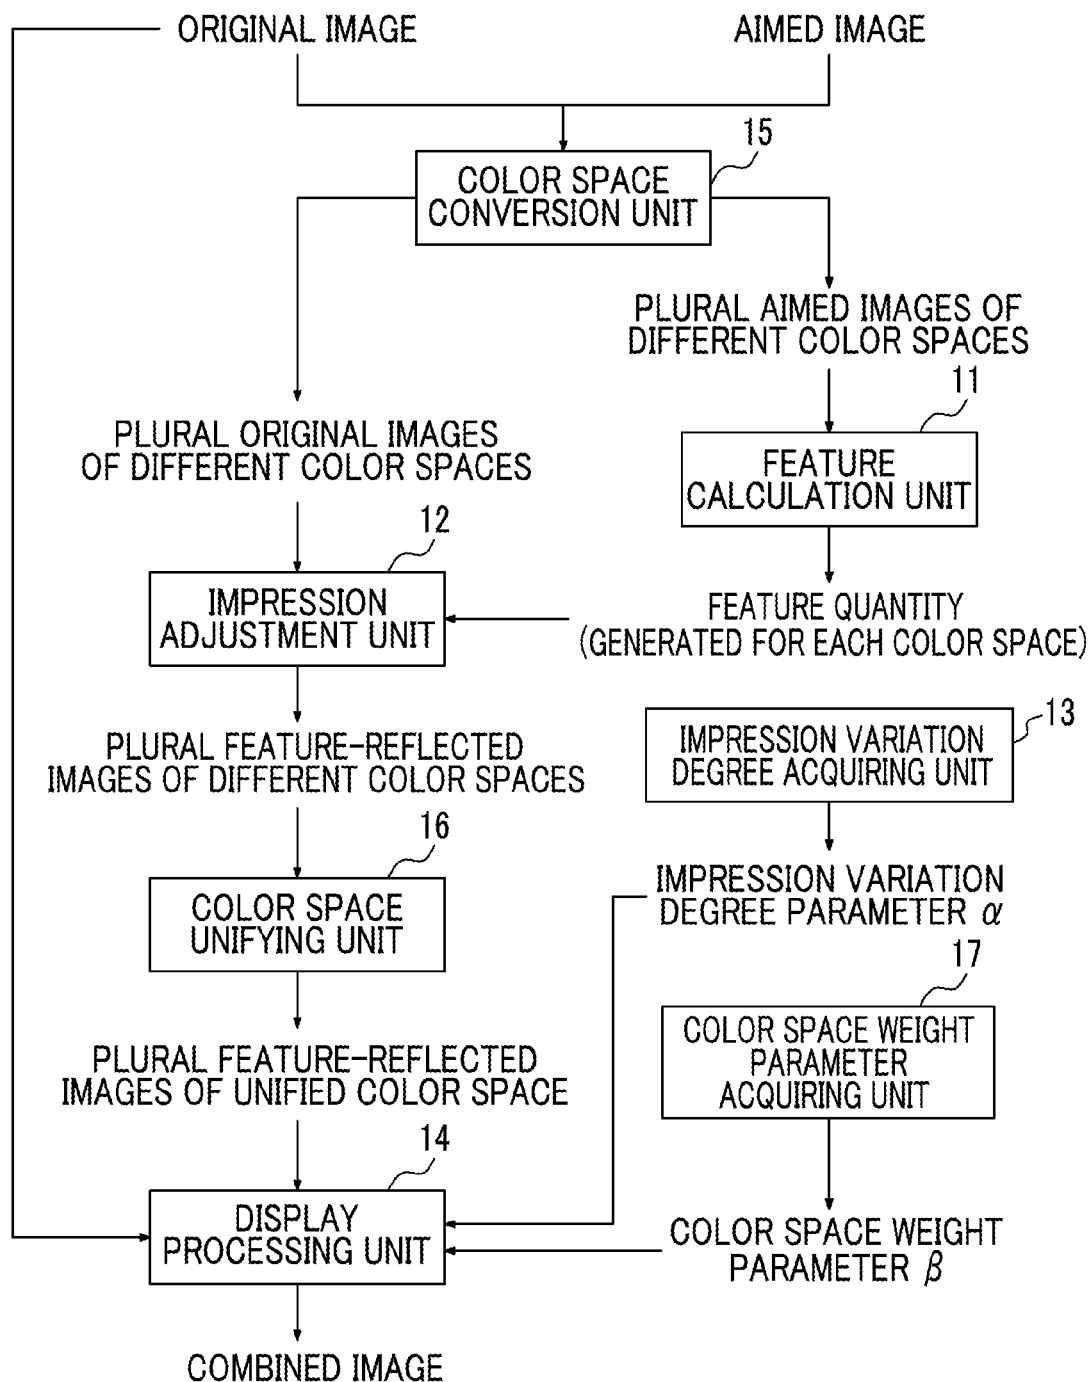 ORIGINAL IMAGE
AIMED IMAGE
15
COLOR SPACE
CONVERSION UNIT
PLURAL AIMED IMAGES OF
DIFFERENT COLOR SPACES
11
FEATURE
CALCULATION UNIT
PLURAL ORIGINAL IMAGES
OF DIFFERENT COLOR SPACES
12
IMPRESSION
ADJUSTMENT UNIT
FEATURE QUANTITY
(GENERATED FOR EACH COLOR SPACE)
13
IMPRESSION VARIATION
DEGREE ACQUIRING UNIT
PLURAL FEATURE-REFLECTED
IMAGES OF DIFFERENT COLOR SPACES
16
COLOR SPACE
UNIFYING UNIT
IMPRESSION VARIATION
DEGREE PARAMETER α
17
COLOR SPACE WEIGHT
PARAMETER
ACQUIRING UNIT
PLURAL FEATURE-REFLECTED
IMAGES OF UNIFIED COLOR SPACE
14
DISPLAY
PROCESSING UNIT
COLOR SPACE WEIGHT
PARAMETER β
COMBINED IMAGE